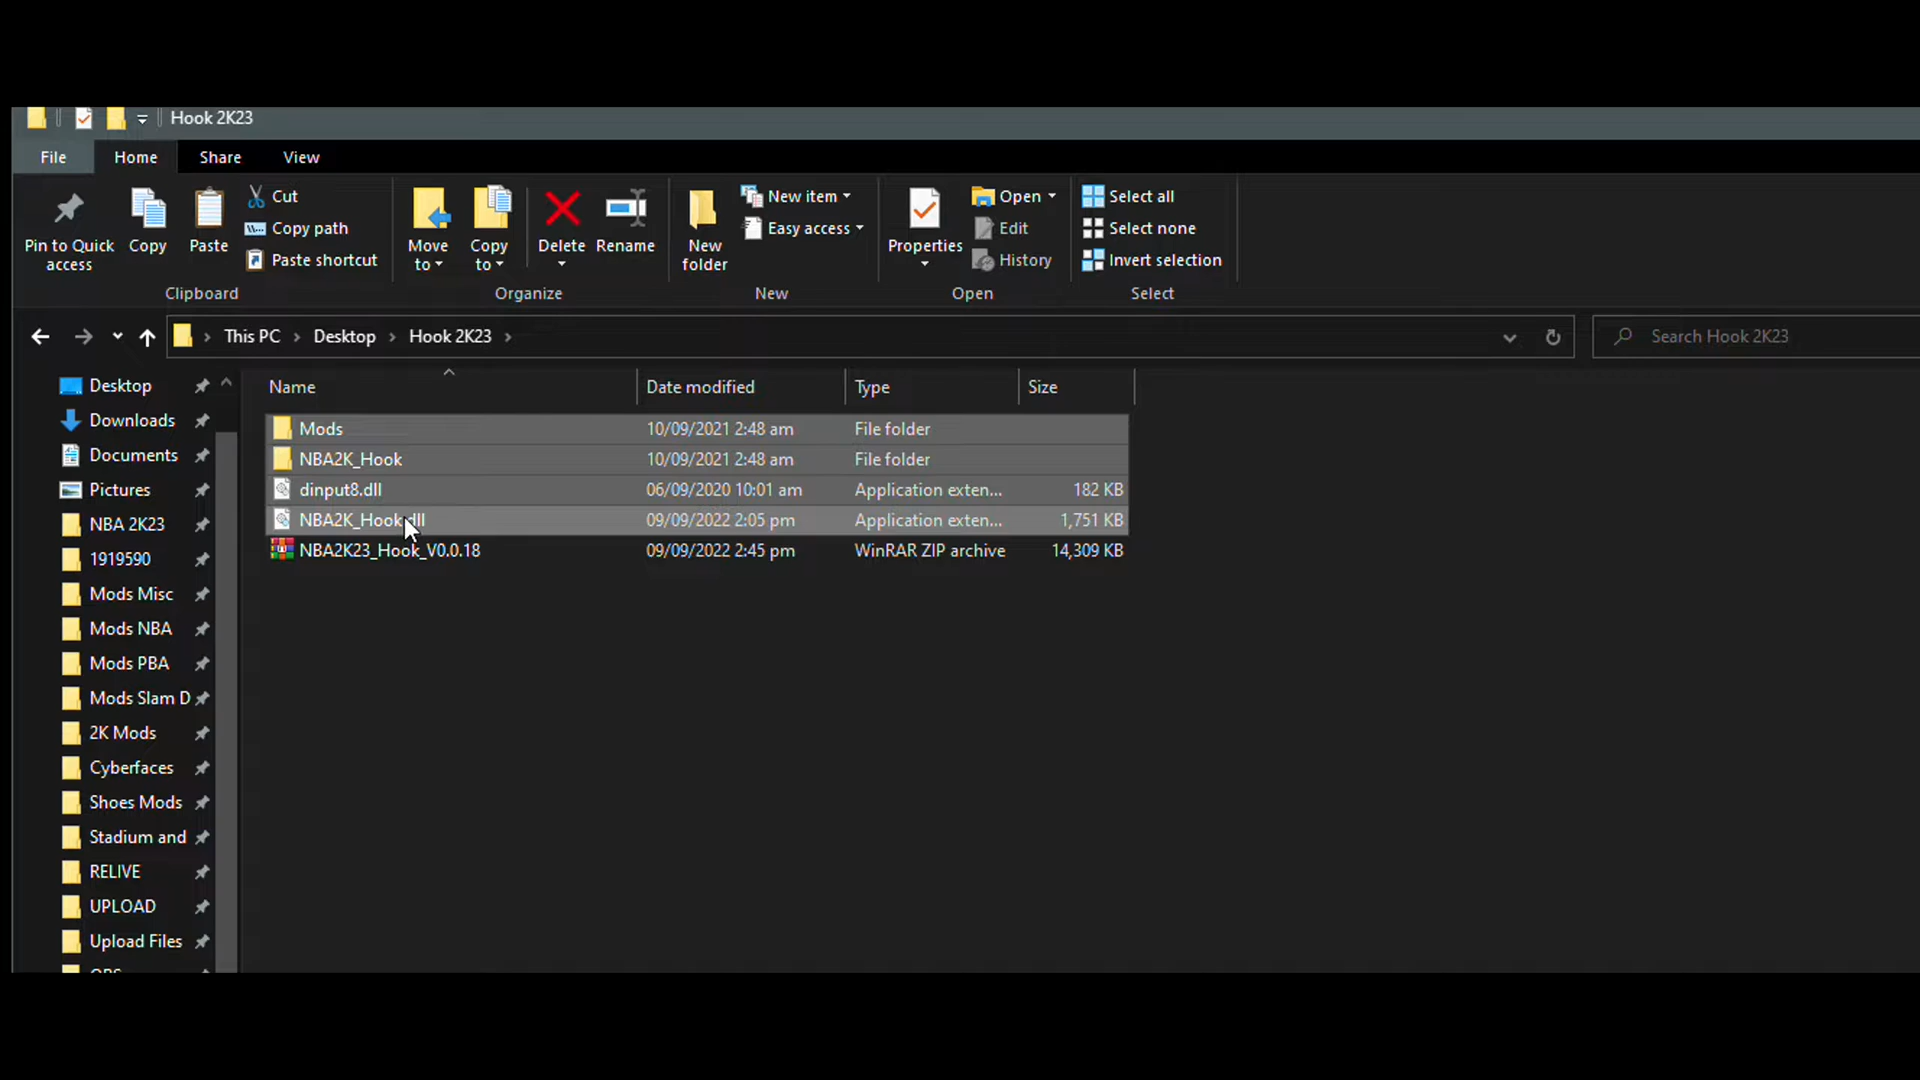 Hook 2K23
File Home Share View
Pin to Quick access
Copy
Paste
Cut
Copy path
Paste shortcut
Clipboard
Move to
Copy to
Delete
Rename
Organize
New folder
New item
Easy access
New
Properties
Open
Edit
History
Open
Select all
Select none
Invert selection
Select
This PC Desktop Hook 2K23
Search Hook 2K23
Desktop
Downloads
Documents
Pictures
NBA 2K23
1919590
Mods Misc
Mods NBA
Mods PBA
Mods Slam D
2K Mods
Cyberfaces
Shoes Mods
Stadium and
RELIVE
UPLOAD
Upload Files
Name Date modified Type Size
Mods 10/09/2021 2:48 am File folder
NBA2K_Hook 10/09/2021 2:48 am File folder
dinput8.dll 06/09/2020 10:01 am Application exten... 182 KB
NBA2K_Hook.dll 09/09/2022 2:05 pm Application exten... 1,751 KB
NBA2K23_Hook_V0.0.18 09/09/2022 2:45 pm WinRAR ZIP archive 14,309 KB